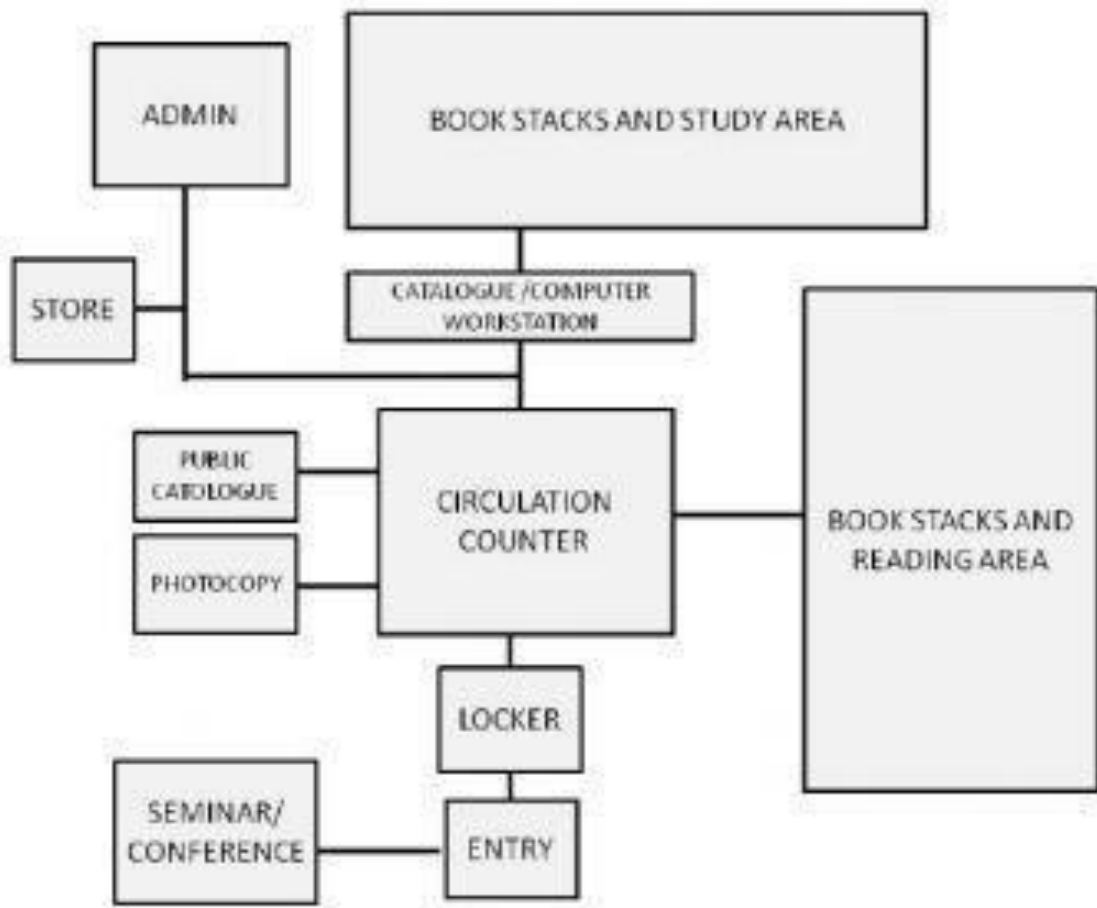 ADMIN
BOOK STACKS AND STUDY AREA
STORE
CATALOGUE/COMPUTER
WORKSTATION
PUBLIC
CATOLOGUE
CIRCULATION
COUNTER
BOOK STACKS AND
READING AREA
PHOTOCOPY
LOCKER
SEMINAR/
CONFERENCE
ENTRY